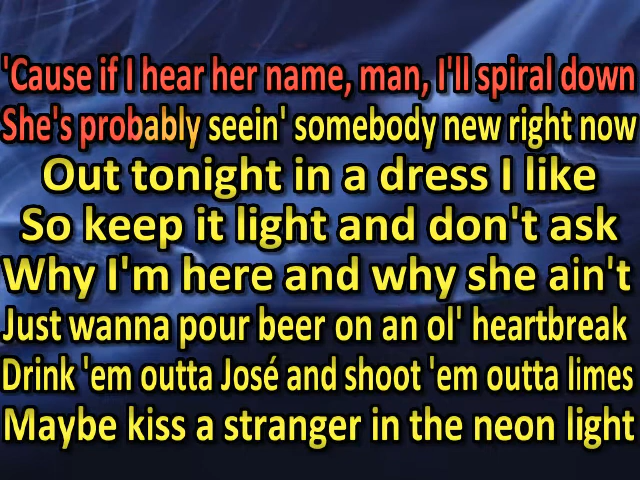 'Cause if I hear her name, man, I'll spiral down
She's probably seein' somebody new right now
Out tonight in a dress I like
So keep it light and don't ask
Why I'm here and why she ain't
Just wanna pour beer on an ol' heartbreak
Drink 'em outta José and shoot 'em outta limes
Maybe kiss a stranger in the neon light